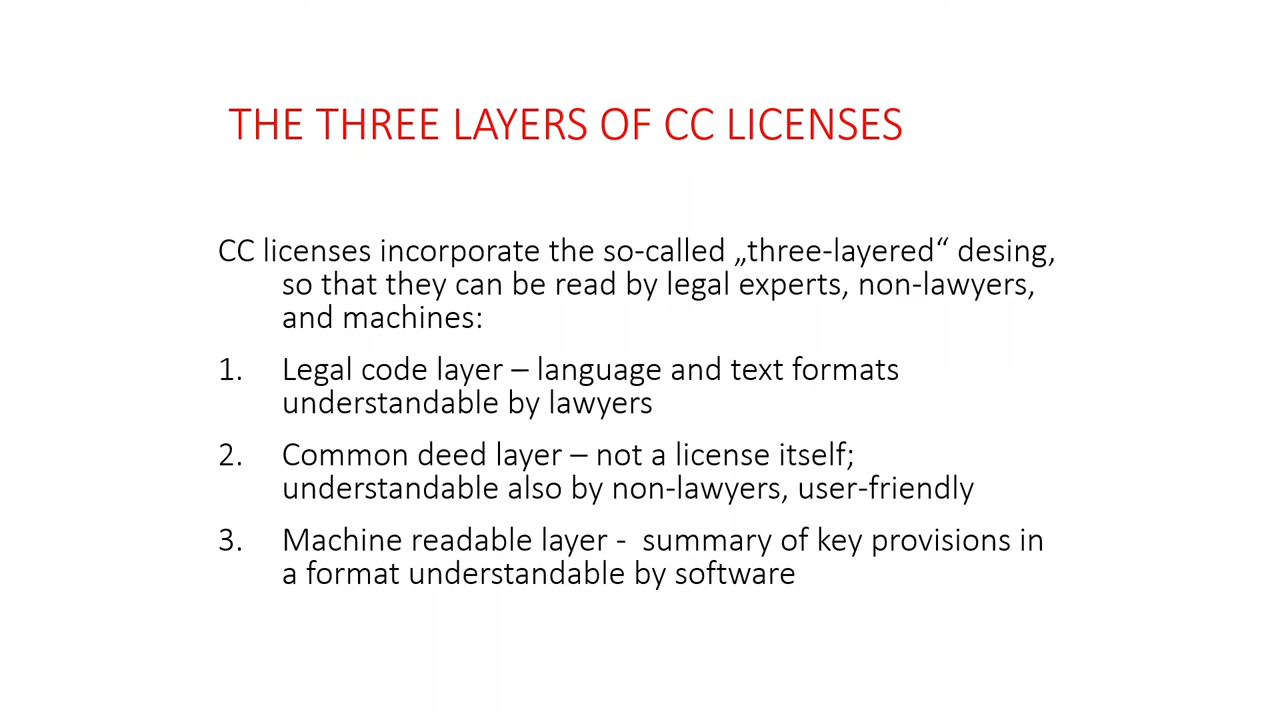 THE THREE LAYERS OF CC LICENSES
CC licenses incorporate the so-called „three-layered“ desing,
so that they can be read by legal experts, non-lawyers,
and machines:
1. Legal code layer – language and text formats
understandable by lawyers
2. Common deed layer – not a license itself;
understandable also by non-lawyers, user-friendly
3. Machine readable layer -  summary of key provisions in
a format understandable by software